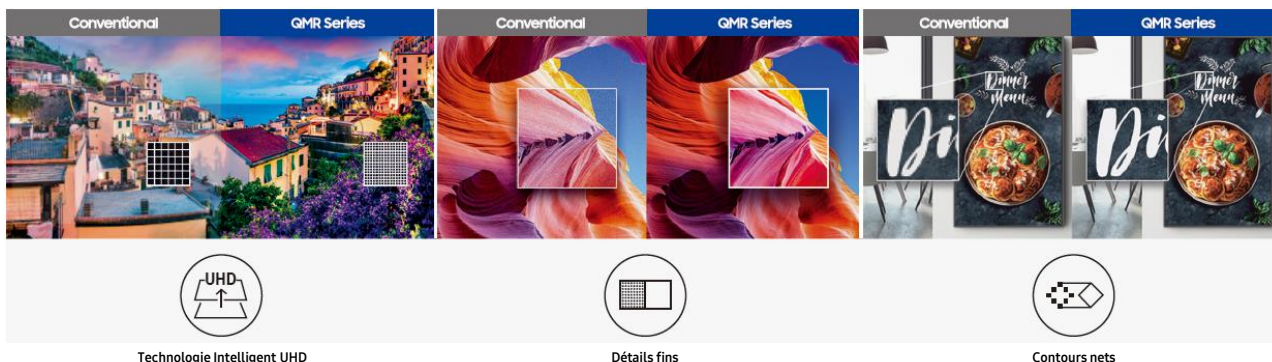 Conventional
QMR Series
Conventional
QMR Series
Conventional
QMR Series
Dinner
Menu
Di
Dinner
Menu
Di
UHD
Technologie Intelligent UHD
Détails fins
Contours nets